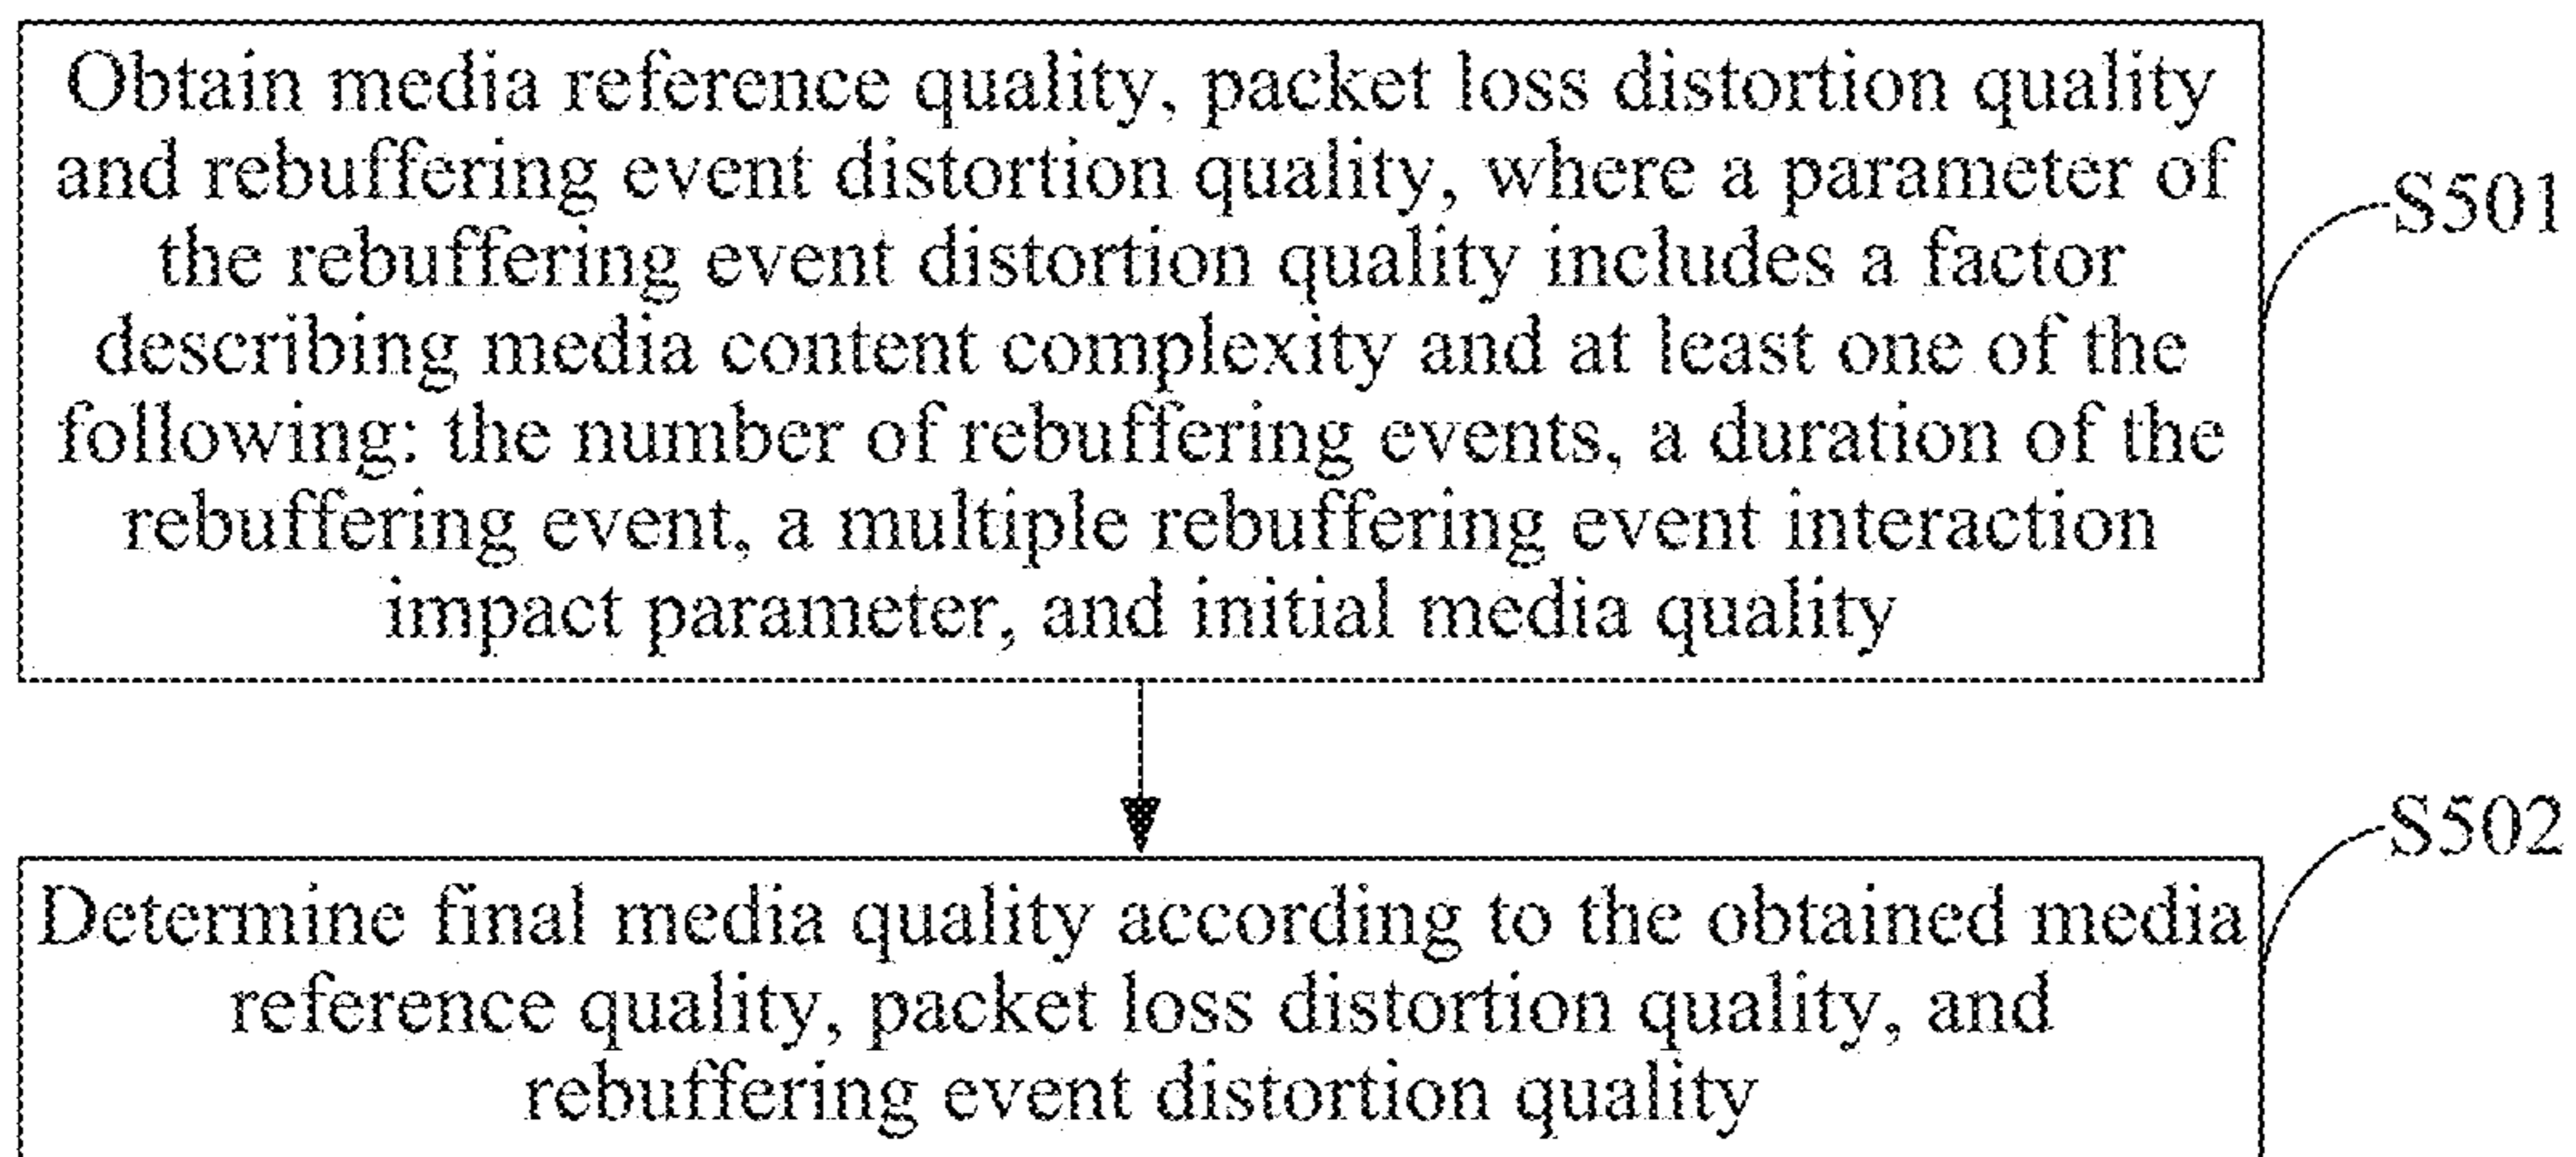 Obtain media reference quality, packet loss distortion quality
and rebuffering event distortion quality, where a parameter of
the rebuffering event distortion quality includes a factor
describing media content complexity and at least one of the
following: the number of rebuffering events, a duration of the
rebuffering event, a multiple rebuffering event interaction
impact parameter, and initial media quality
S501
Determine final media quality according to the obtained media
reference quality, packet loss distortion quality, and
rebuffering event distortion quality
S502